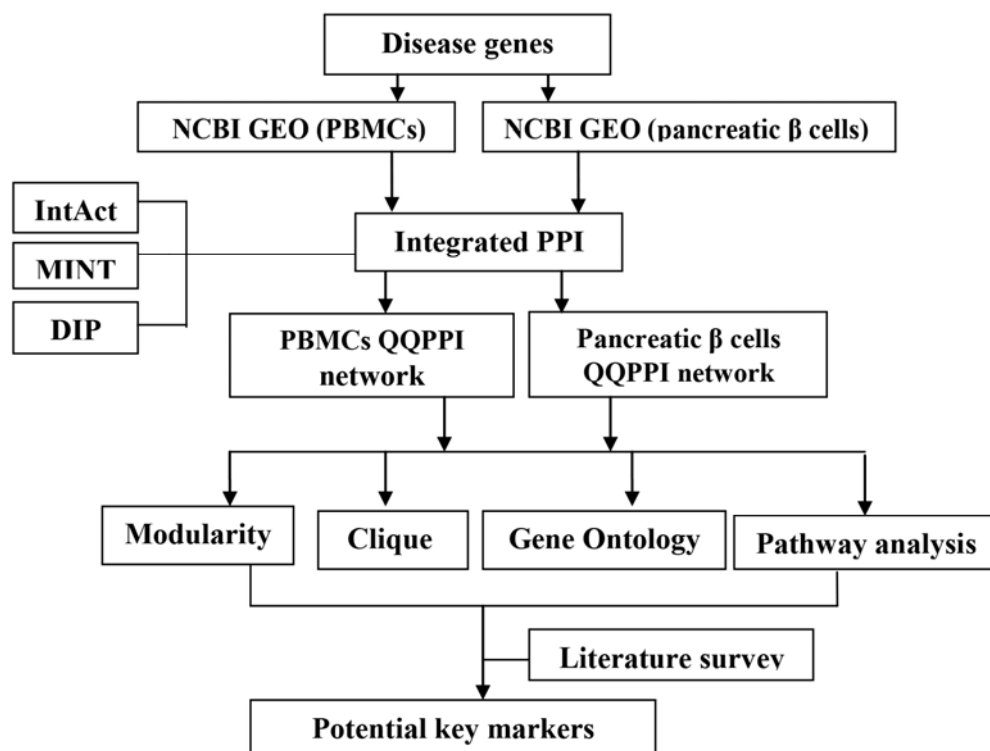 Disease genes
NCBI GEO (PBMCs)
NCBI GEO (pancreatic β cells)
IntAct
MINT
DIP
Integrated PPI
PBMCs QQPPI
network
Pancreatic β cells
QQPPI network
Modularity
Clique
Gene Ontology
Pathway analysis
Literature survey
Potential key markers